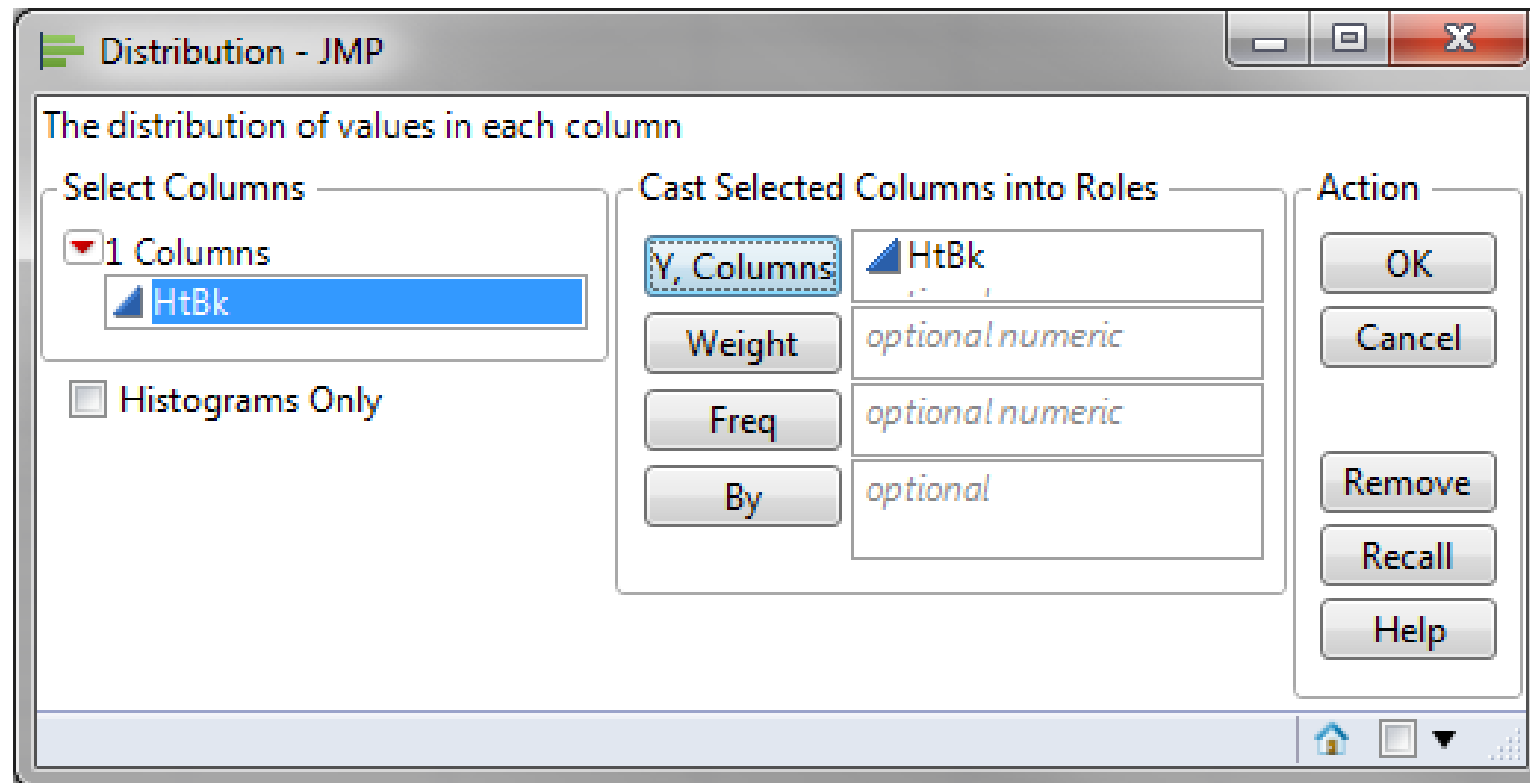 Distribution - JMP
The distribution of values in each column
Select Columns
1 Columns
HtBk
Histograms Only
Cast Selected Columns into Roles
Y, Columns
HtBk
Weight
optional numeric
Freq
optional numeric
By
optional
Action
OK
Cancel
Remove
Recall
Help